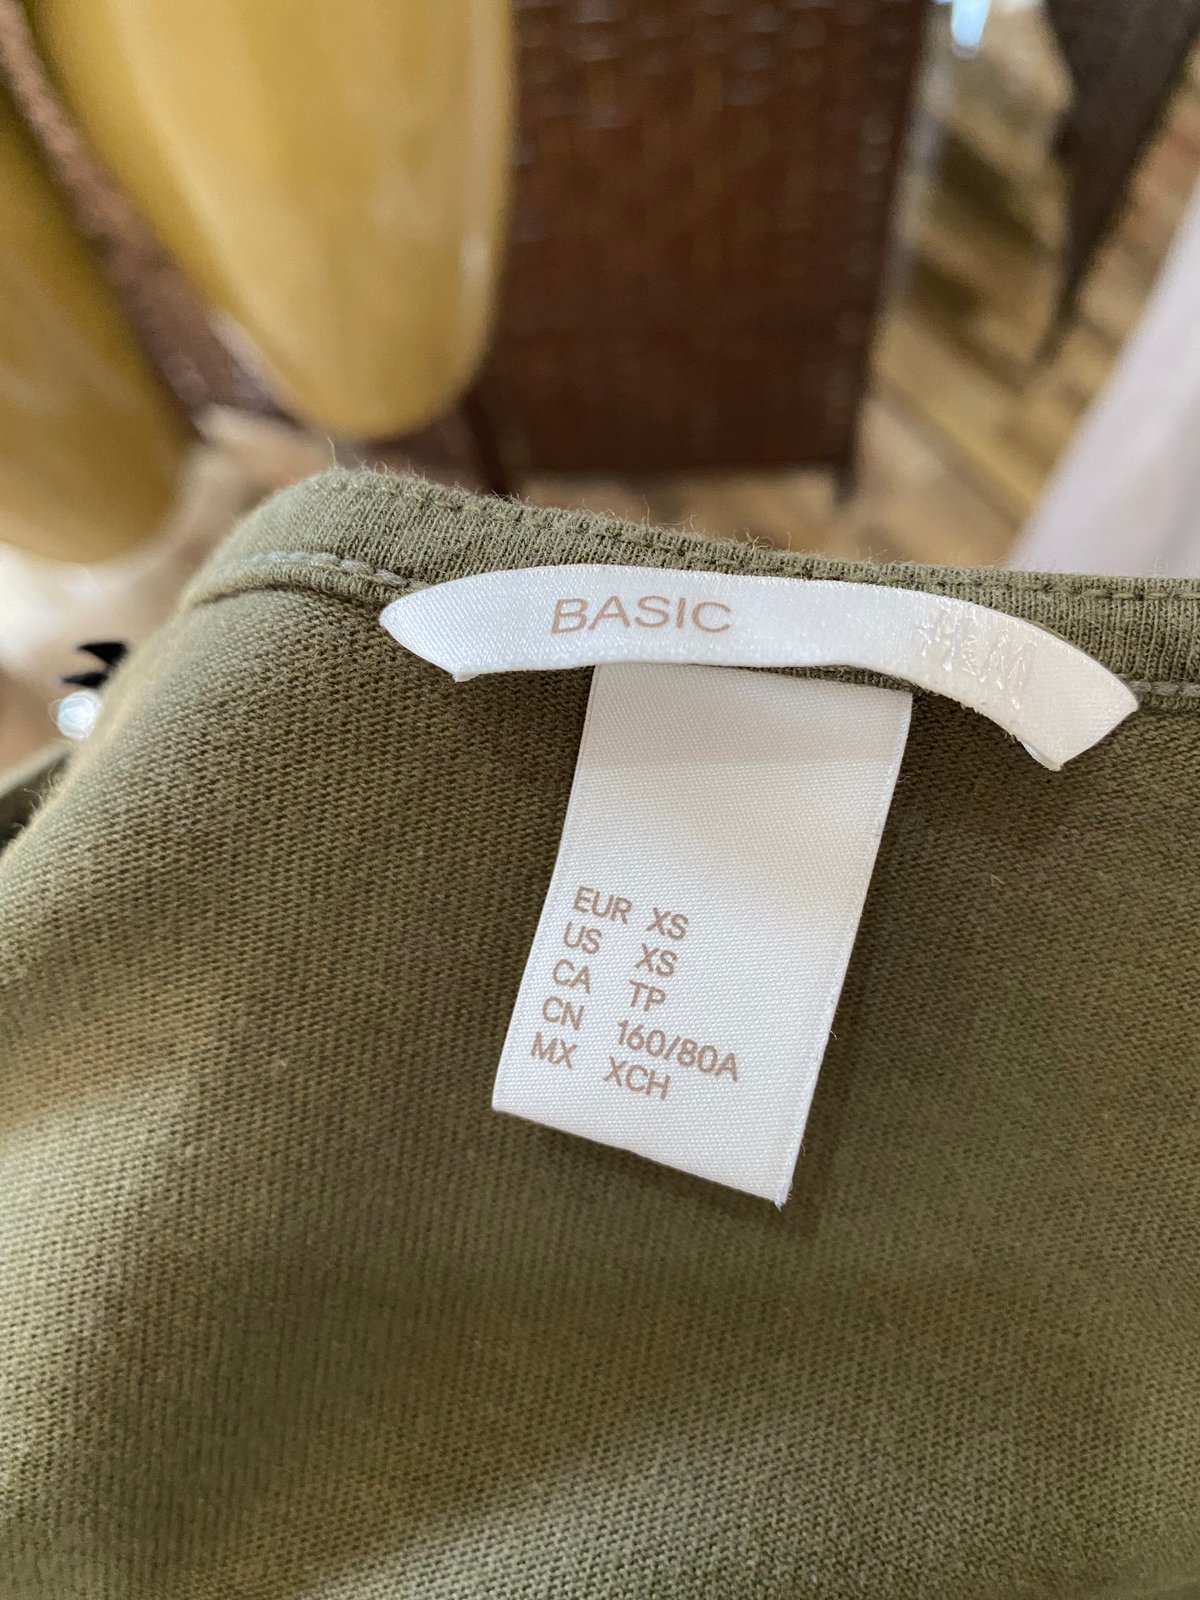 BASIC H&M
EUR XS
US XS
CA TP
CN 160/80A
MX XCH